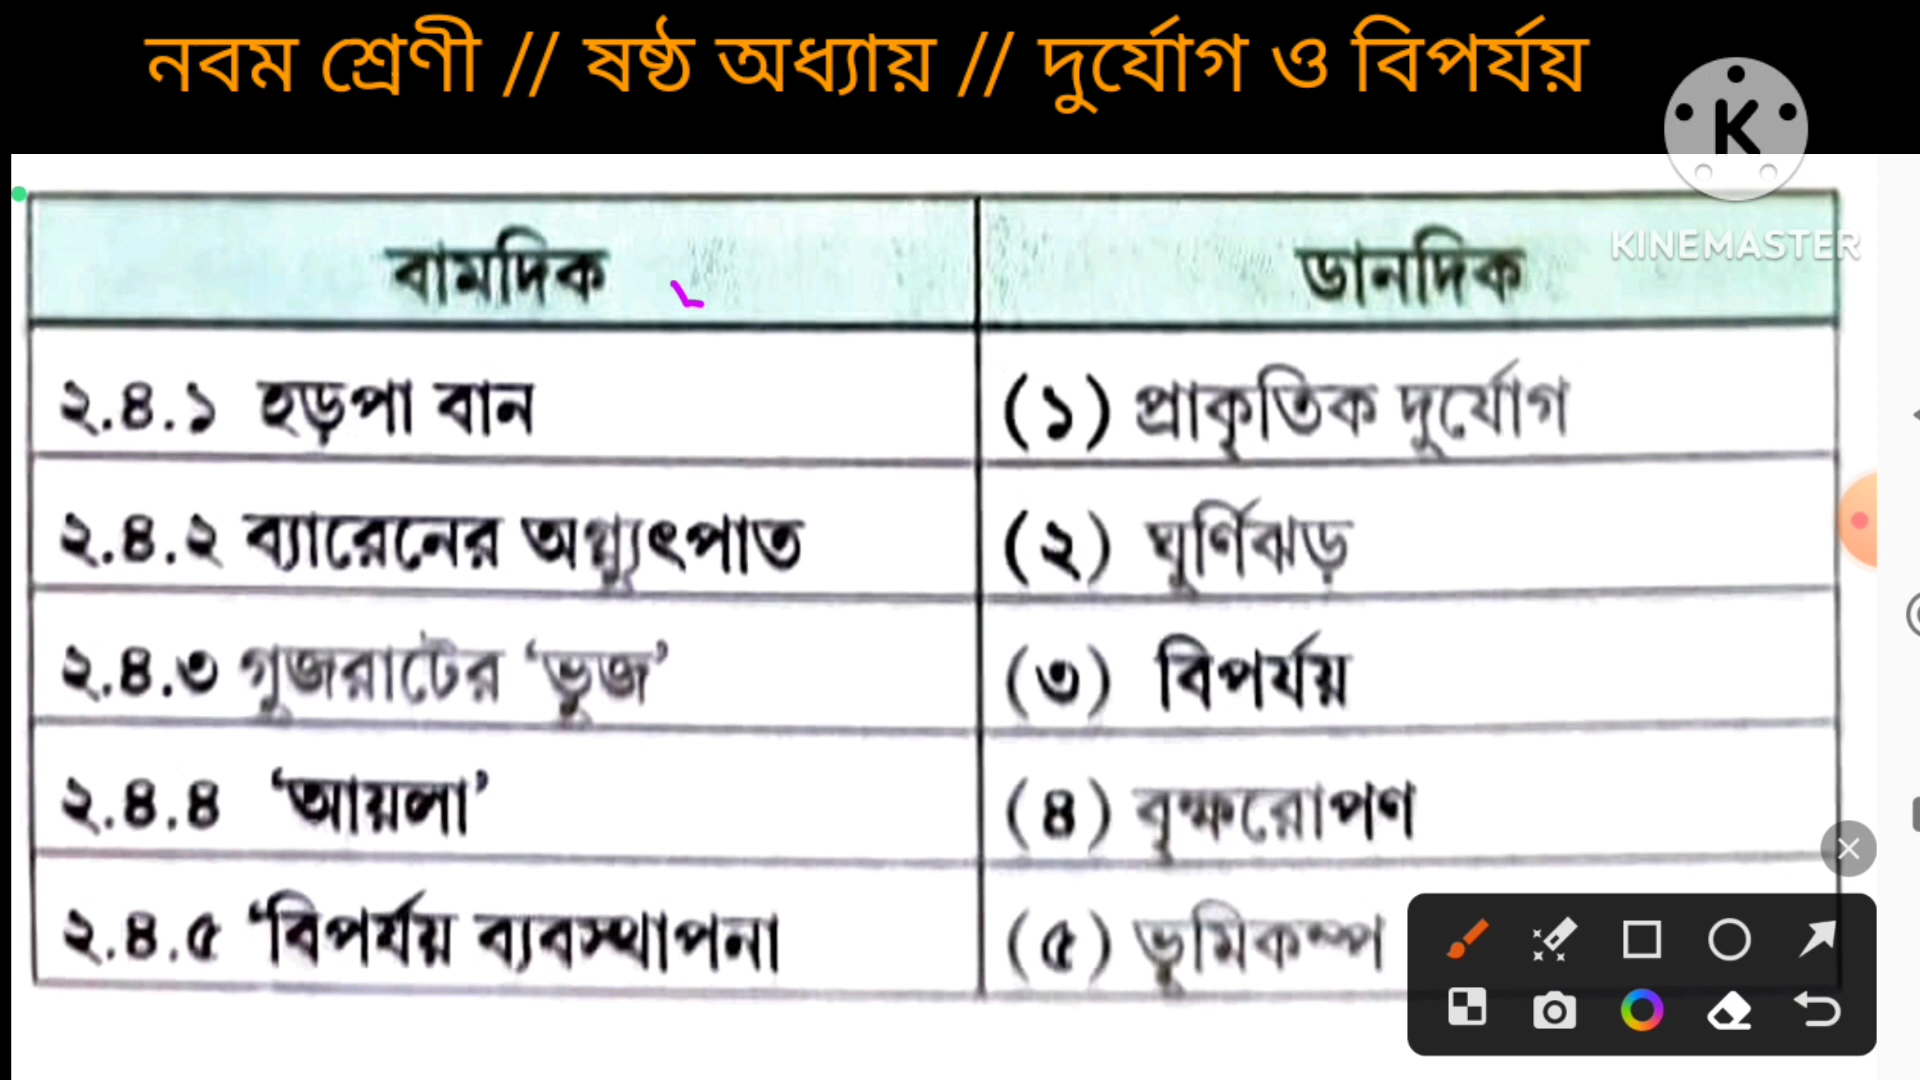 নবম শ্রেণী // ষষ্ঠ অধ্যায় // দুর্যোগ ও বিপর্যয়
K
KINEMASTER
বামদিক ডানদিক
২.৪.১ হড়পা বান (১) প্রাকৃতিক দুর্যোগ
২.৪.২ ব্যারেনের অগ্ন্যুৎপাত (২) ঘূর্ণিঝড়
২.৪.৩ গুজরাটের ‘ভূজ’ (৩) বিপর্যয়
২.৪.৪ ‘আয়লা’ (৪) বৃক্ষরোপণ
২.৪.৫ ‘বিপর্যয় ব্যবস্থাপনা (৫) ভূমিকম্প